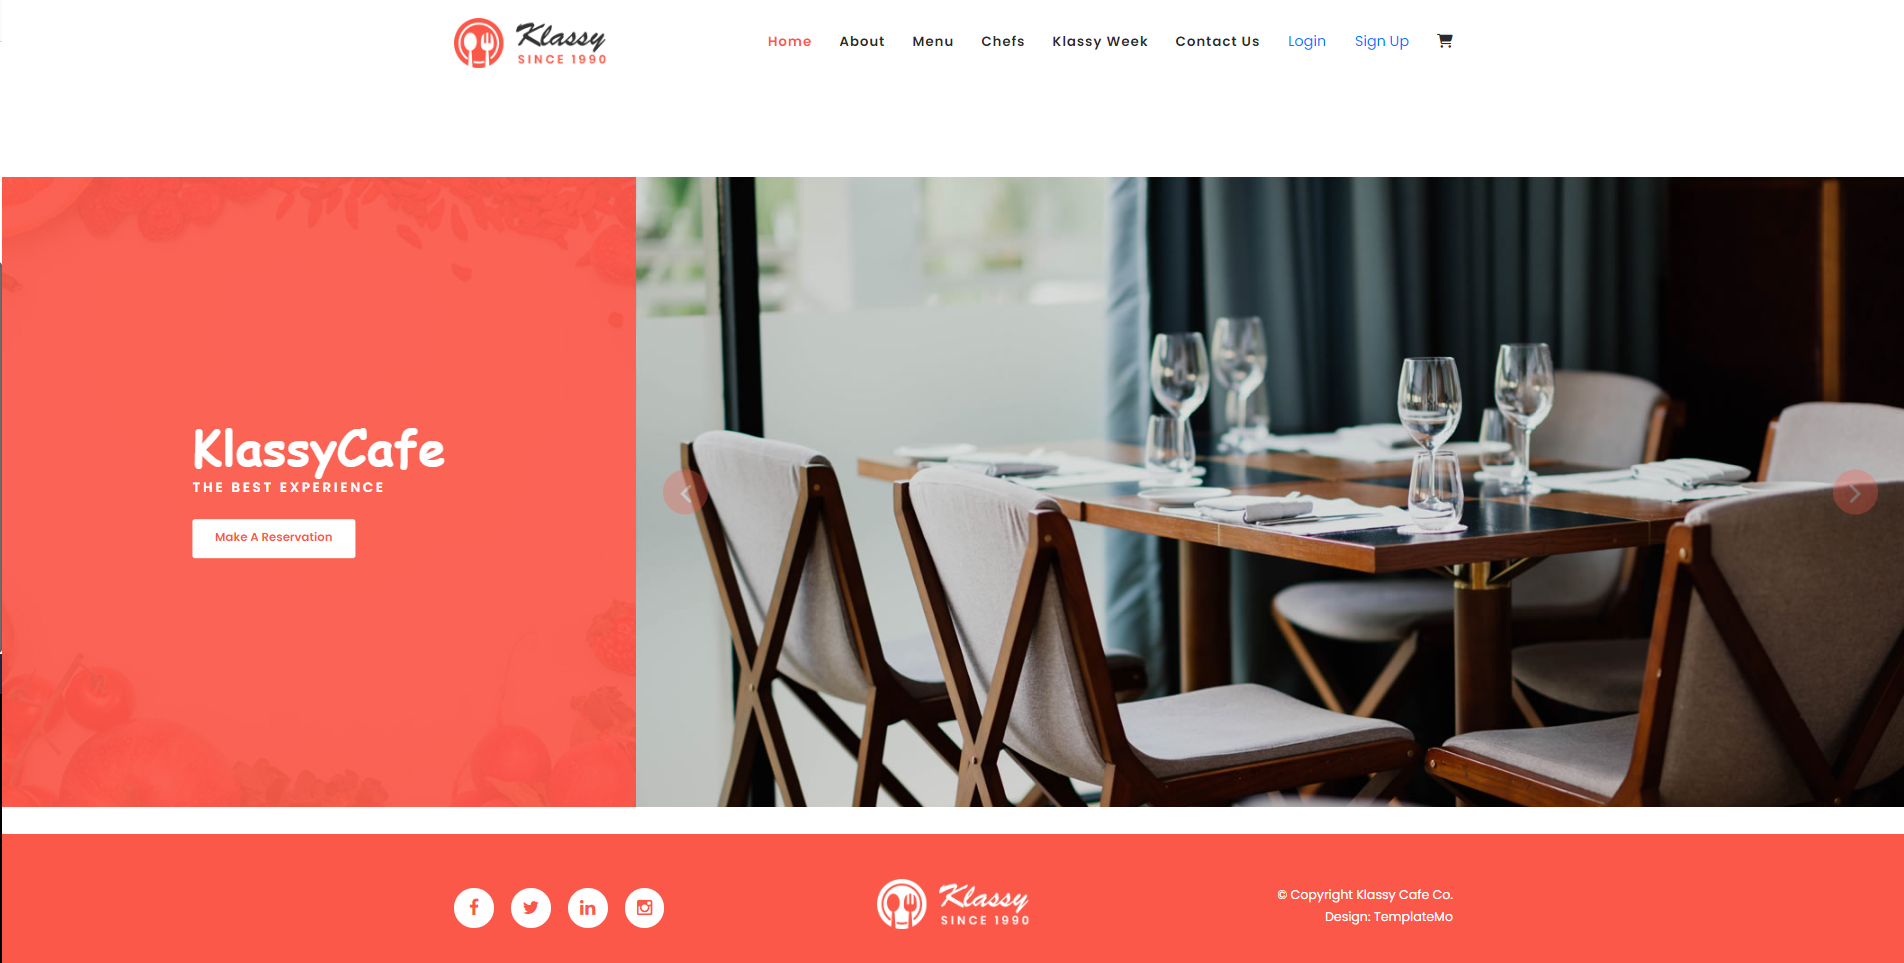 Klassy
SINCE 1990
Home About Menu Chefs Klassy Week Contact Us Login Sign Up
KlassyCafe
THE BEST EXPERIENCE
Make A Reservation
Klassy
SINCE 1990
© Copyright Klassy Cafe Co.
Design: TemplateMo